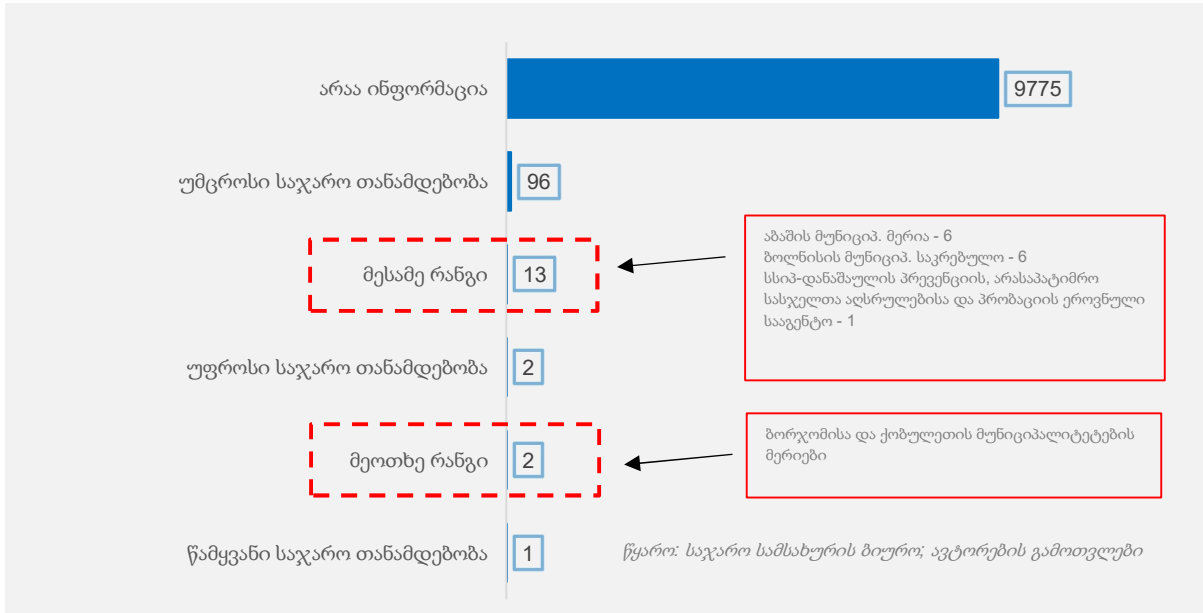 არაა ინფორმაცია
9775
უმცროსი საჯარო თანამდებობა
96
მესამე რანგი
13
აბაშის მუნიციპ. მერია - 6
ბოლნისის მუნიციპ. საკრებულო - 6
სსიპ-დანაშაულის პრევენციის, არასაპატიმრო
სასჯელთა აღსრულებისა და პრობაციის ეროვნული
სააგენტო - 1
უფროსი საჯარო თანამდებობა
2
მეოთხე რანგი
2
ბორჯომისა და ქობულეთის მუნიციპალიტეტების
მერიები
წამყვანი საჯარო თანამდებობა
1
წყარო: საჯარო სამსახურის ბიურო; ავტორების გამოთვლები